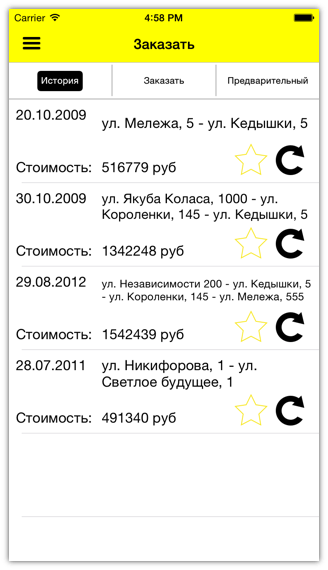 Carrier 4:58 PM
Заказать
История Заказать Предварительный
20.10.2009
ул. Мележа, 5 - ул. Кедышки, 5
Стоимость: 516779 руб
30.10.2009
ул. Якуба Коласа, 1000 - ул.
Короленки, 145 - ул. Кедышки, 5
Стоимость: 1342248 руб
29.08.2012
ул. Независимости 200 - ул. Кедышки, 5
- ул. Короленки, 145 - ул. Мележа, 555
Стоимость: 1542439 руб
28.07.2011
ул. Никифорова, 1 - ул.
Светлое будущее, 1
Стоимость: 491340 руб